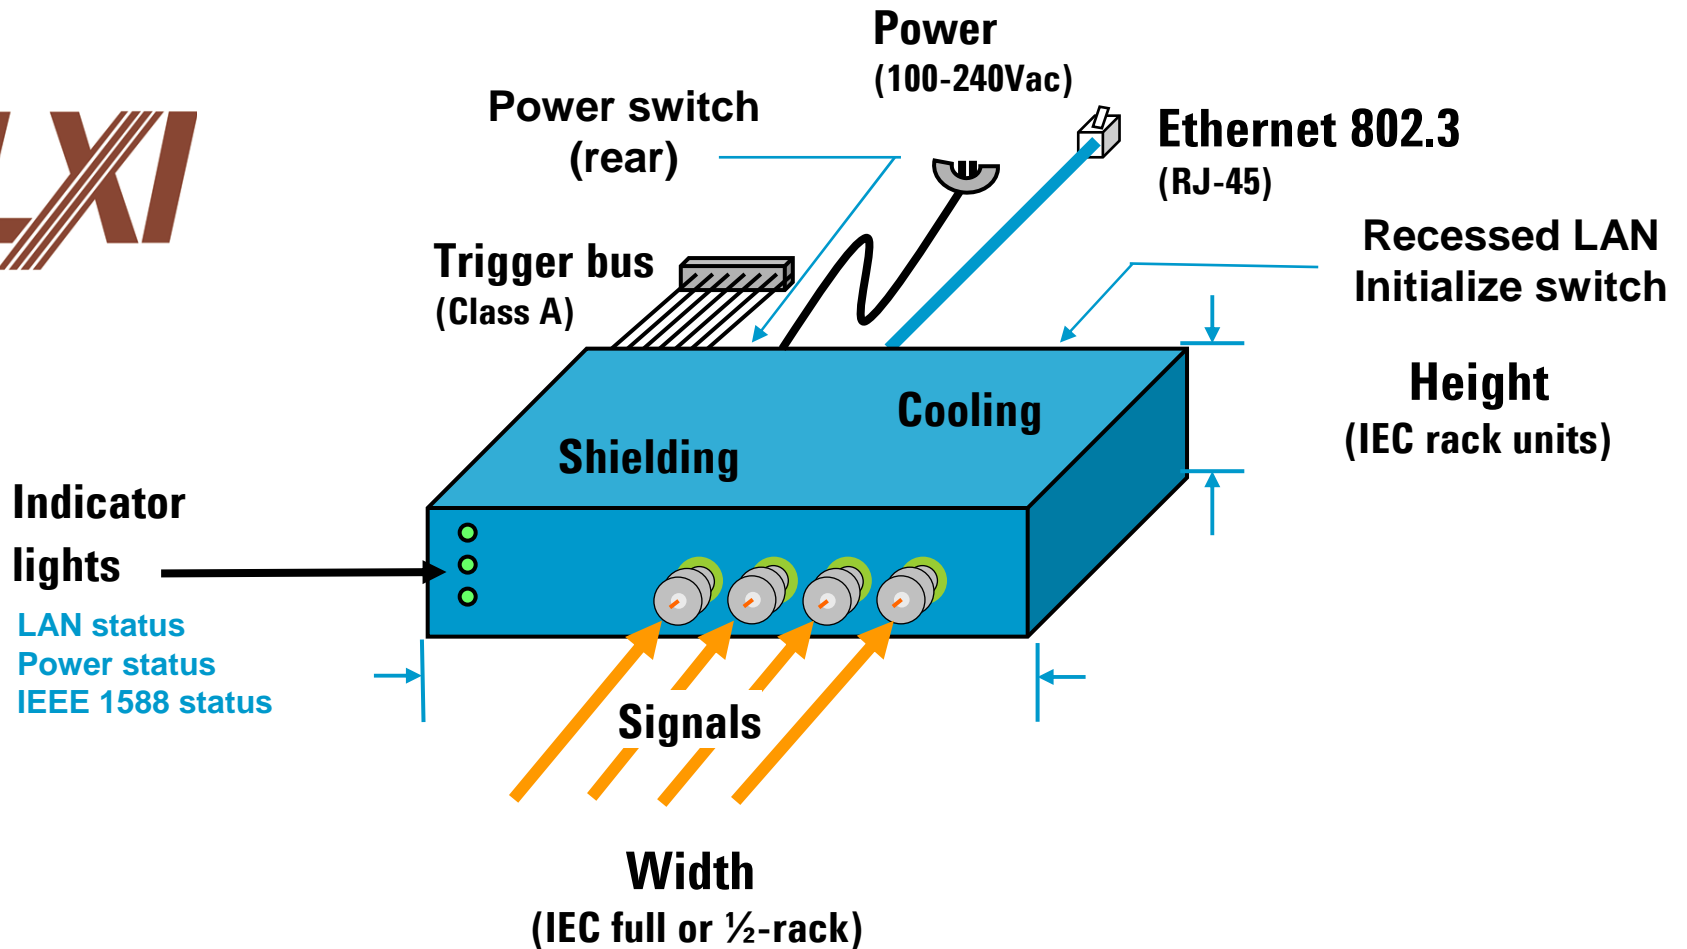 LXI
Power
(100-240Vac)
Power switch
(rear)
Ethernet 802.3
(RJ-45)
Trigger bus
(Class A)
Recessed LAN
Initialize switch
Height
(IEC rack units)
Cooling
Shielding
Indicator
lights
LAN status
Power status
IEEE 1588 status
Signals
Width
(IEC full or ½-rack)